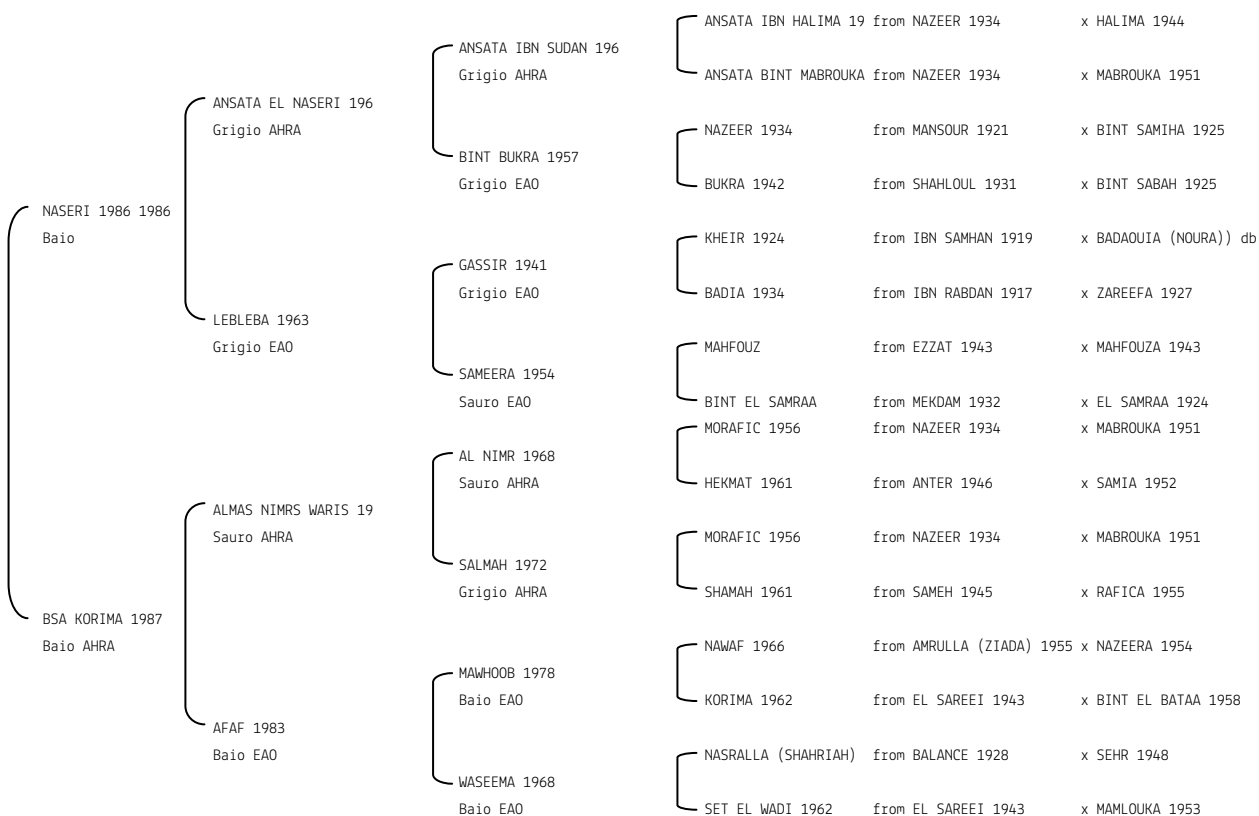 ANSATA IBN HALIMA 19 from NAZEER 1934 x HALIMA 1944
ANSATA IBN SUDAN 196
Grigio AHRA ANSATA BINT MABROUKA from NAZEER 1934 x MABROUKA 1951
ANSATA EL NASERI 196
Grigio AHRA NAZEER 1934 from MANSOUR 1921 x BINT SAMIHA 1925
BINT BUKRA 1957
Grigio EAO BUKRA 1942 from SHAHLOUL 1931 x BINT SABAH 1925
NASERI 1986 1986
Baio KHEIR 1924 from IBN SAMHAN 1919 x BADAOUIA (NOURA)) db
GASSIR 1941
Grigio EAO BADIA 1934 from IBN RABDAN 1917 x ZAREEFA 1927
LEBLEBA 1963
Grigio EAO MAHFOUZ from EZZAT 1943 x MAHFOUZA 1943
SAMEERA 1954
Sauro EAO BINT EL SAMRAA from MEKDAM 1932 x EL SAMRAA 1924
MORAFIC 1956 from NAZEER 1934 x MABROUKA 1951
AL NIMR 1968
Sauro AHRA HEKMAT 1961 from ANTER 1946 x SAMIA 1952
ALMAS NIMRS WARIS 19
Sauro AHRA MORAFIC 1956 from NAZEER 1934 x MABROUKA 1951
SALMAH 1972
Grigio AHRA SHAMAH 1961 from SAMEH 1945 x RAFICA 1955
BSA KORIMA 1987
Baio AHRA NAWAF 1966 from AMRULLA (ZIADA) 1955 x NAZEERA 1954
MAWHOOB 1978
Baio EAO KORIMA 1962 from EL SAREEI 1943 x BINT EL BATAA 1958
AFAF 1983
Baio EAO NASRALLA (SHAHRIAH) from BALANCE 1928 x SEHR 1948
WASEEMA 1968
Baio EAO SET EL WADI 1962 from EL SAREEI 1943 x MAMLOUKA 1953